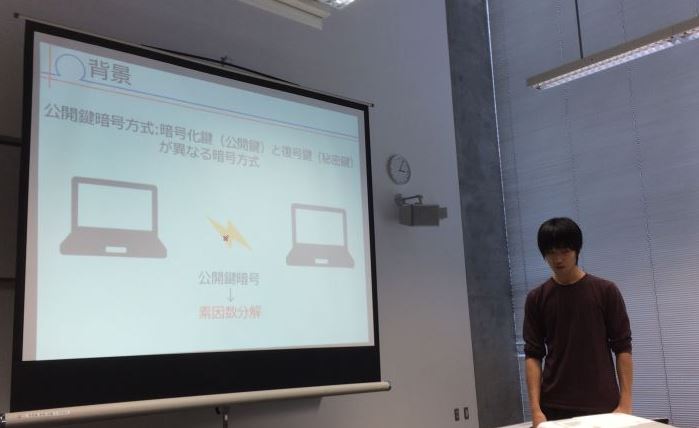 背景
公開鍵暗号方式:暗号化鍵（公開鍵）と復号鍵（秘密鍵）
が異なる暗号方式
公開鍵暗号
↓
素因数分解